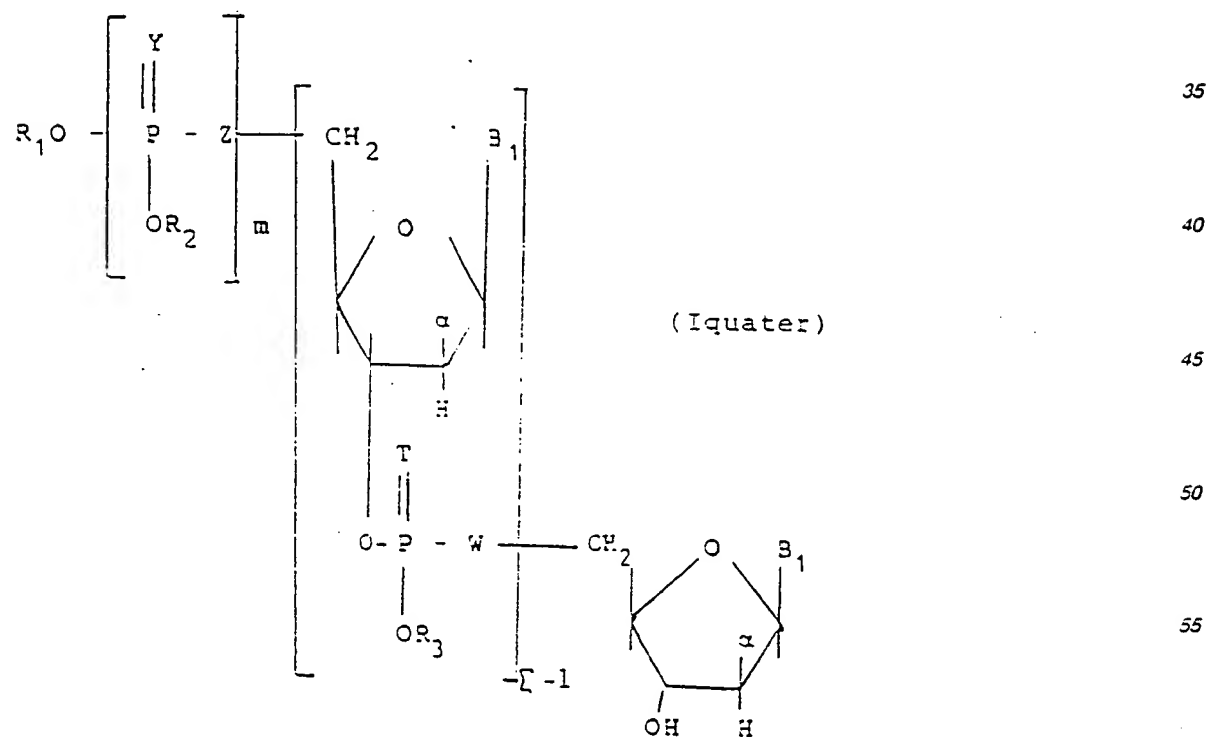 Y
35
R₁O - P - Z CH₂ B₁
OR₂ m O 40
(Iquater)
α
45
H
T
50
O-P - W CH₂ O B₁
OR₃ α 55
-Σ-1
OH H